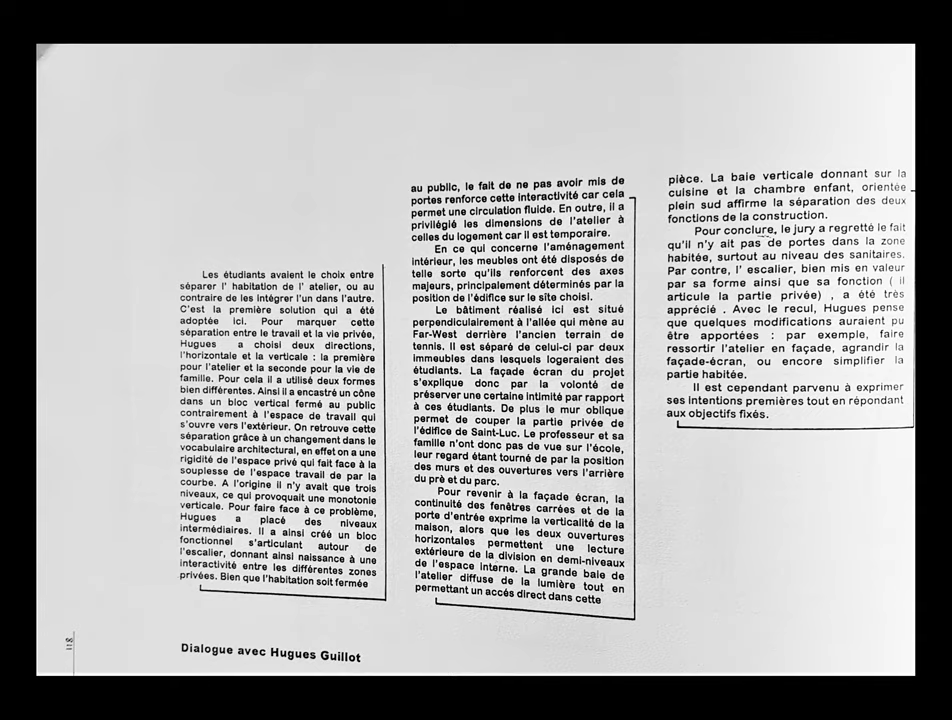 Les étudiants avaient le choix entre
séparer l' habitation de l' atelier, ou au
contraire de les intégrer l'un dans l'autre.
C'est la première solution qui a été
adoptée ici. Pour marquer cette
séparation entre le travail et la vie privée,
Hugues a choisi deux directions,
l'horizontale et la verticale : la première
pour l'atelier et la seconde pour la vie de
famille. Pour cela il a utilisé deux formes
bien différentes. Ainsi il a encastré un cône
dans un bloc vertical fermé au public
contrairement à l'espace de travail qui
s'ouvre vers l'extérieur. On retrouve cette
séparation grâce à un changement dans le
vocabulaire architectural, en effet on a une
rigidité de l'espace privé qui fait face à la
souplesse de l'espace travail de par la
courbe. A l'origine il n'y avait que trois
niveaux, ce qui provoquait une monotonie
verticale. Pour faire face à ce problème,
Hugues a placé des niveaux
intermédiaires. Il a ainsi créé un bloc
fonctionnel s'articulant autour de
l'escalier, donnant ainsi naissance à une
interactivité entre les différentes zones
privées. Bien que l'habitation soit fermée
au public, le fait de ne pas avoir mis de
portes renforce cette interactivité car cela
permet une circulation fluide. En outre, il a
privilégié les dimensions de l'atelier à
celles du logement car il est temporaire.
En ce qui concerne l'aménagement
intérieur, les meubles ont été disposés de
telle sorte qu'ils renforcent des axes
majeurs, principalement déterminés par la
position de l'édifice sur le site choisi.
Le bâtiment réalisé ici est situé
perpendiculairement à l'allée qui mène au
Far-West derrière l'ancien terrain de
tennis. Il est séparé de celui-ci par deux
immeubles dans lesquels logeraient des
étudiants. La façade écran du projet
s'explique donc par la volonté de
préserver une certaine intimité par rapport
à ces étudiants. De plus le mur oblique
permet de couper la partie privée de
l'édifice de Saint-Luc. Le professeur et sa
famille n'ont donc pas de vue sur l'école,
leur regard étant tourné de par la position
des murs et des ouvertures vers l'arrière
du prè et du parc.
Pour revenir à la façade écran, la
continuité des fenêtres carrées et de la
porte d'entrée exprime la verticalité de la
maison, alors que les deux ouvertures
horizontales permettent une lecture
extérieure de la division en demi-niveaux
de l'espace interne. La grande baie de
l'atelier diffuse de la lumière tout en
permettant un accès direct dans cette
pièce. La baie verticale donnant sur la
cuisine et la chambre enfant, orientée
plein sud affirme la séparation des deux
fonctions de la construction.
Pour conclure, le jury a regretté le fait
qu'il n'y ait pas de portes dans la zone
habitée, surtout au niveau des sanitaires.
Par contre, l' escalier, bien mis en valeur
par sa forme ainsi que sa fonction ( il
articule la partie privée) , a été très
apprécié . Avec le recul, Hugues pense
que quelques modifications auraient pu
être apportées : par exemple, faire
ressortir l'atelier en façade, agrandir la
façade-écran, ou encore simplifier la
partie habitée.
Il est cependant parvenu à exprimer
ses intentions premières tout en répondant
aux objectifs fixés.
Dialogue avec Hugues Guillot